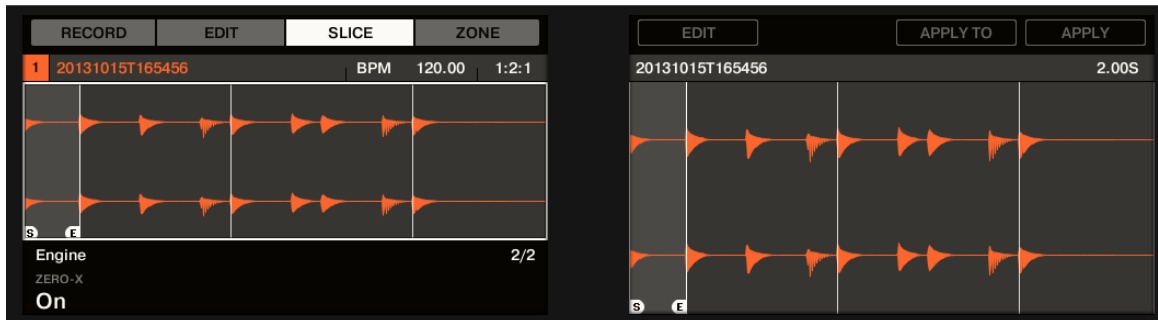 RECORD EDIT SLICE ZONE
1 20131015T165456 BPM 120.00 1:2:1
S E
Engine 2/2
ZERO-X
On
EDIT APPLY TO APPLY
20131015T165456 2.00S
S E